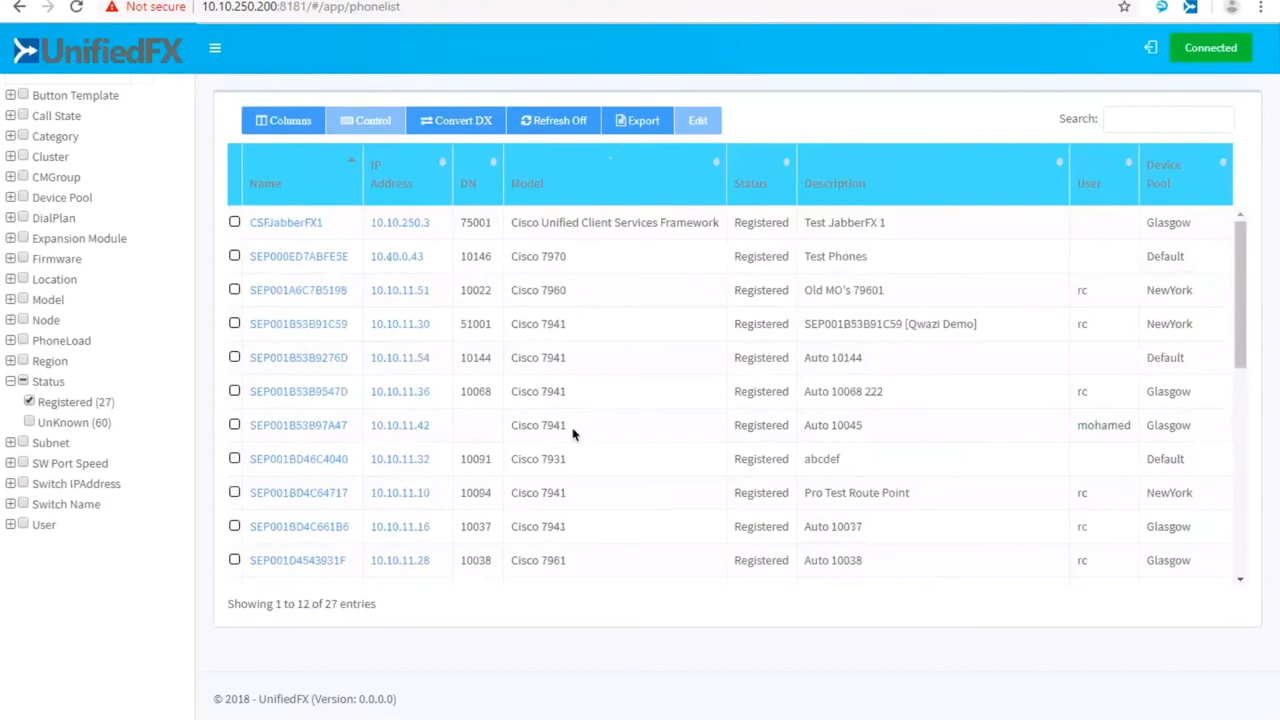 Not secure 10.10.250.200:8181/#/app/phonelist
UnifiedFX
Connected
Button Template
Call State
Category
Cluster
CMGroup
Device Pool
DialPlan
Expansion Module
Firmware
Location
Model
Node
PhoneLoad
Region
Status
Registered (27)
UnKnown (60)
Subnet
SW Port Speed
Switch IPAddress
Switch Name
User
Columns Control Convert DX Refresh Off Export Edit Search:
Name IP Address DN Model Status Description User Device Pool
CSFJabberFX1 10.10.250.3 75001 Cisco Unified Client Services Framework Registered Test JabberFX 1 Glasgow
SEP000ED7ABFE5E 10.40.0.43 10146 Cisco 7970 Registered Test Phones Default
SEP001A6C7B5198 10.10.11.51 10022 Cisco 7960 Registered Old MO's 79601 rc NewYork
SEP001B53B91C59 10.10.11.30 51001 Cisco 7941 Registered SEP001B53B91C59 [Qwazi Demo] rc NewYork
SEP001B53B9276D 10.10.11.54 10144 Cisco 7941 Registered Auto 10144 Default
SEP001B53B9547D 10.10.11.36 10068 Cisco 7941 Registered Auto 10068 222 rc Glasgow
SEP001B53B97A47 10.10.11.42 Cisco 7941 Registered Auto 10045 mohamed Glasgow
SEP001BD46C4040 10.10.11.32 10091 Cisco 7931 Registered abcdef Default
SEP001BD4C64717 10.10.11.10 10094 Cisco 7941 Registered Pro Test Route Point rc NewYork
SEP001BD4C661B6 10.10.11.16 10037 Cisco 7941 Registered Auto 10037 rc Glasgow
SEP001D4543931F 10.10.11.28 10038 Cisco 7961 Registered Auto 10038 rc Glasgow
Showing 1 to 12 of 27 entries
© 2018 - UnifiedFX (Version: 0.0.0.0)